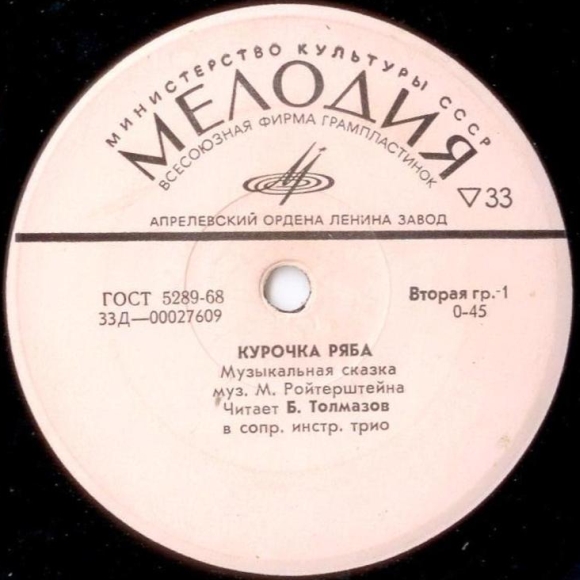 МИНИСТЕРСТВО КУЛЬТУРЫ СССР
МЕЛОДИЯ
ВСЕСОЮЗНАЯ ФИРМА ГРАМПЛАСТИНОК
▽33
АПРЕЛЕВСКИЙ ОРДЕНА ЛЕНИНА ЗАВОД
ГОСТ 5289-68
33Д—00027609
Вторая гр.-1
0-45
КУРОЧКА РЯБА
Музыкальная сказка
муз. М. Ройтерштейна
Читает Б. Толмазов
в сопр. инстр. трио